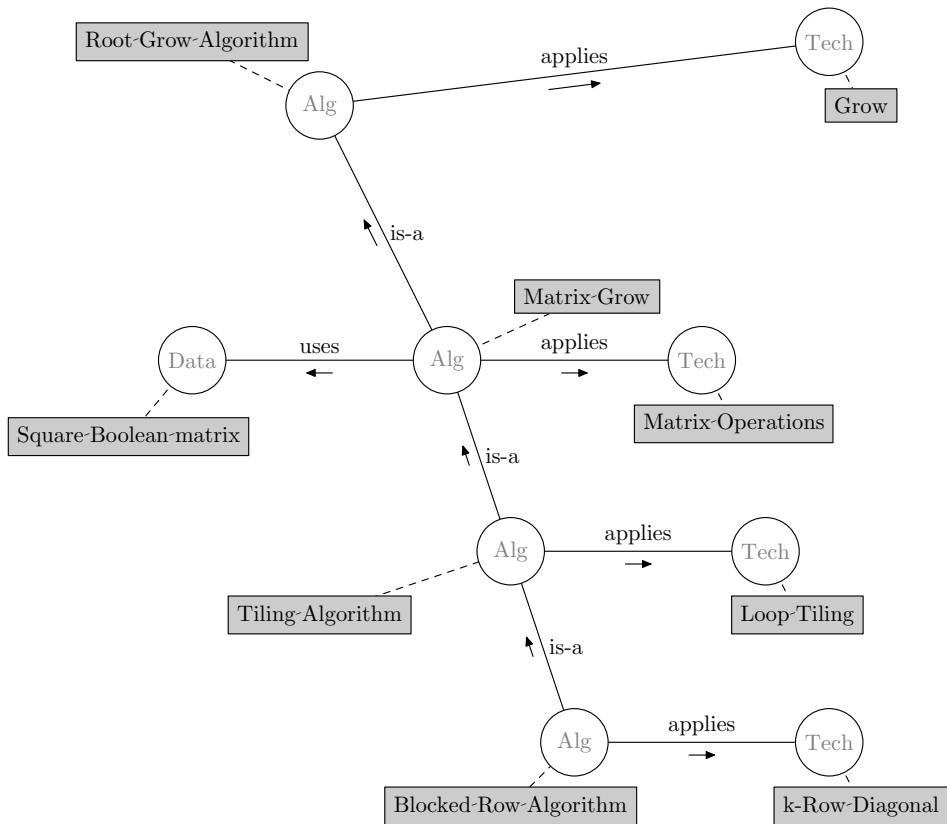 Root-Grow-Algorithm
Tech
applies
Alg
Grow
is-a
Matrix-Grow
uses
applies
Data
Alg
Tech
Square-Boolean-matrix
Matrix-Operations
is-a
applies
Alg
Tech
Tiling-Algorithm
Loop-Tiling
is-a
applies
Alg
Tech
Blocked-Row-Algorithm
k-Row-Diagonal